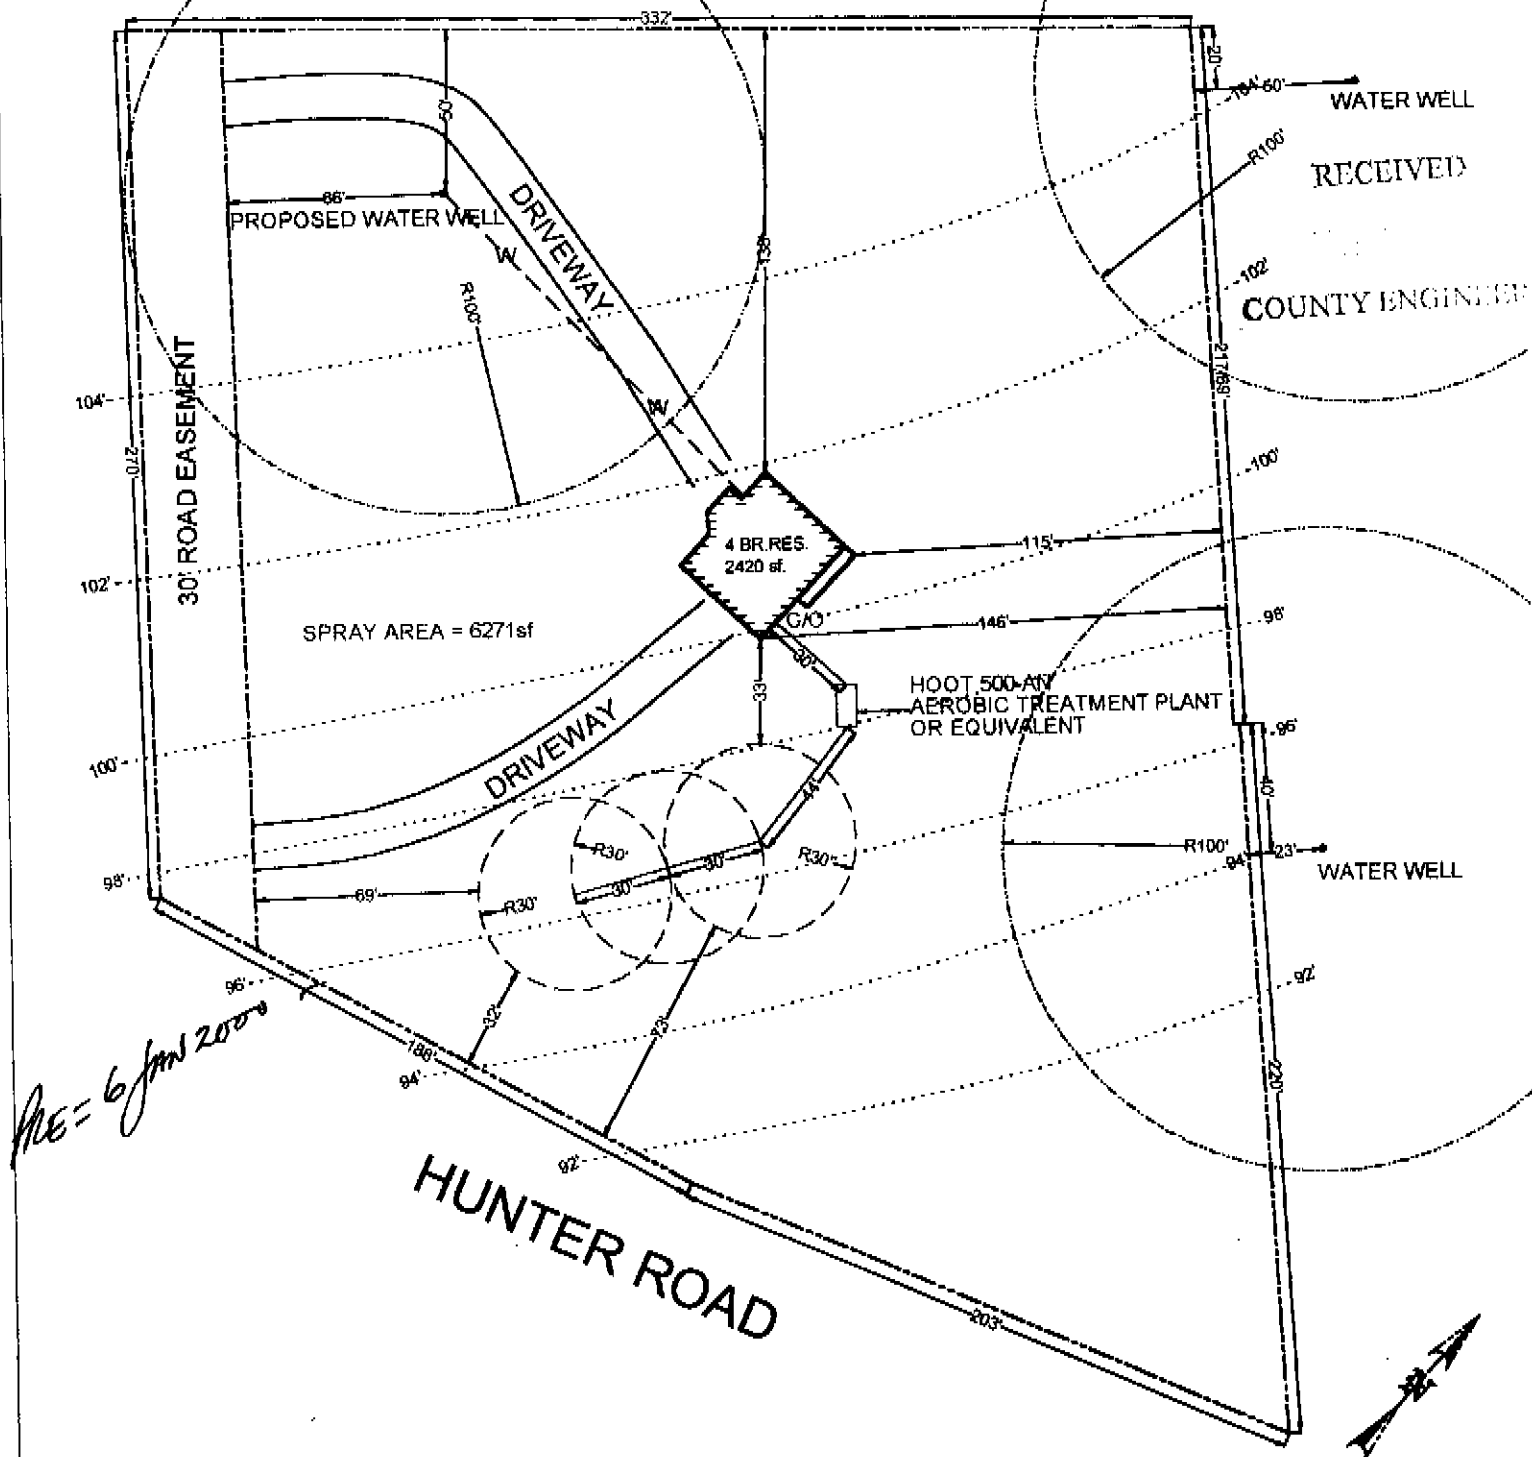 332'
20'
104'
60'
WATER WELL
50'
R100'
RECEIVED
66'
PROPOSED WATER WELL
DRIVEWAY
W
138'
102'
COUNTY ENGINEER
R100'
30' ROAD EASEMENT
217.69'
104'
W
270'
100'
4 BR.RES.
2420 sf.
115'
102'
C/O
146'
98'
SPRAY AREA = 6271sf
30'
33'
HOOT 500-AN
AEROBIC TREATMENT PLANT
OR EQUIVALENT
96'
DRIVEWAY
100'
44'
40'
R30'
30'
R30'
R100'
94'
23'
WATER WELL
98'
69'
R30'
30'
96'
92'
32'
43'
188'
94'
220'
= 6 JAN 2000
92'
HUNTER ROAD
203'
N